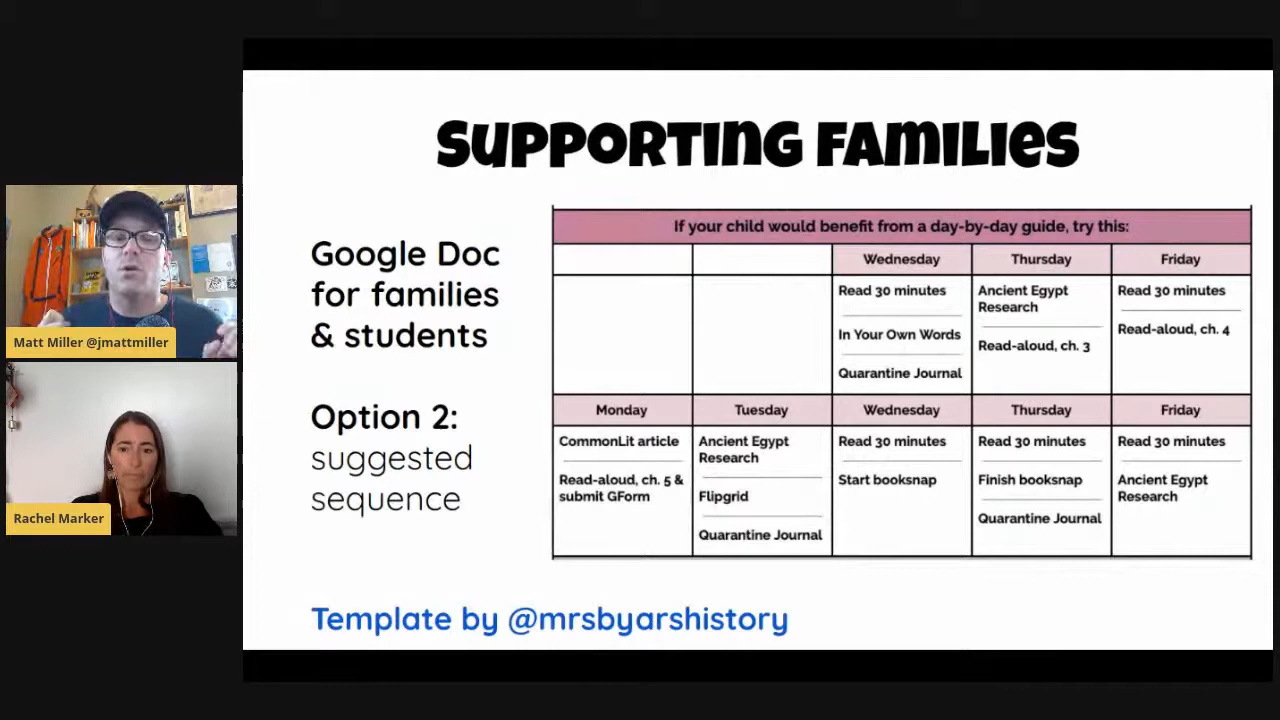 SUPPORTING FAMILIES
Google Doc
for families
& students
Option 2:
suggested
sequence
If your child would benefit from a day-by-day guide, try this:
Wednesday
Thursday
Friday
Read 30 minutes
In Your Own Words
Quarantine Journal
Ancient Egypt
Research
Read-aloud, ch. 3
Read 30 minutes
Read-aloud, ch. 4
Monday
Tuesday
Wednesday
Thursday
Friday
CommonLit article
Read-aloud, ch. 5 &
submit GForm
Ancient Egypt
Research
Flipgrid
Quarantine Journal
Read 30 minutes
Start booksnap
Read 30 minutes
Finish booksnap
Quarantine Journal
Read 30 minutes
Ancient Egypt
Research
Template by @mrsbyarshistory
Matt Miller @jmattmiller
Rachel Marker